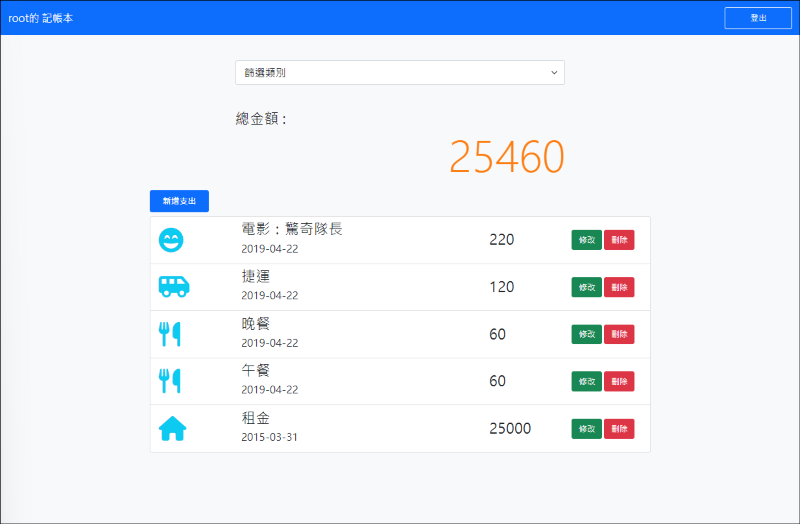 root的 記帳本
登出
篩選類別
總金額 :
25460
新增支出
電影：驚奇隊長
220
修改 刪除
2019-04-22
捷運
120
修改 刪除
2019-04-22
晚餐
60
修改 刪除
2019-04-22
午餐
60
修改 刪除
2019-04-22
租金
25000
修改 刪除
2015-03-31